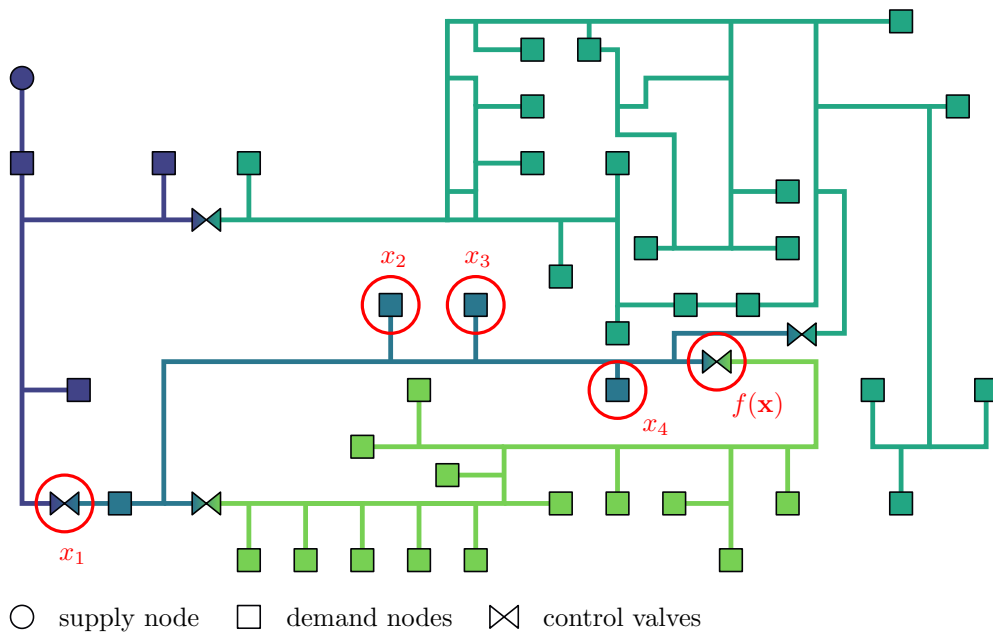 x₂ x₃
f(𝐱)
x₄
x₁
supply node demand nodes control valves